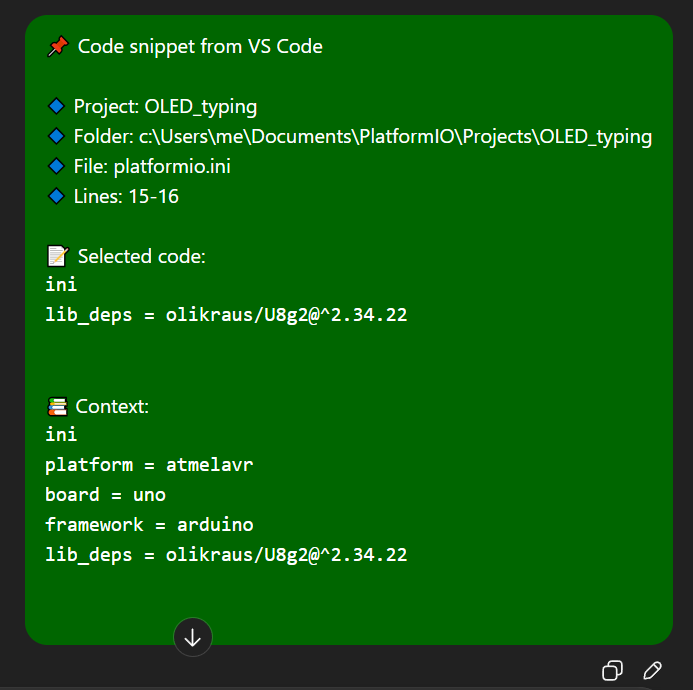 📌 Code snippet from VS Code
🔹 Project: OLED_typing
🔹 Folder: c:\Users\me\Documents\PlatformIO\Projects\OLED_typing
🔹 File: platformio.ini
🔹 Lines: 15-16
📝 Selected code:
ini
lib_deps = olikraus/U8g2@^2.34.22
📚 Context:
ini
platform = atmelavr
board = uno
framework = arduino
lib_deps = olikraus/U8g2@^2.34.22